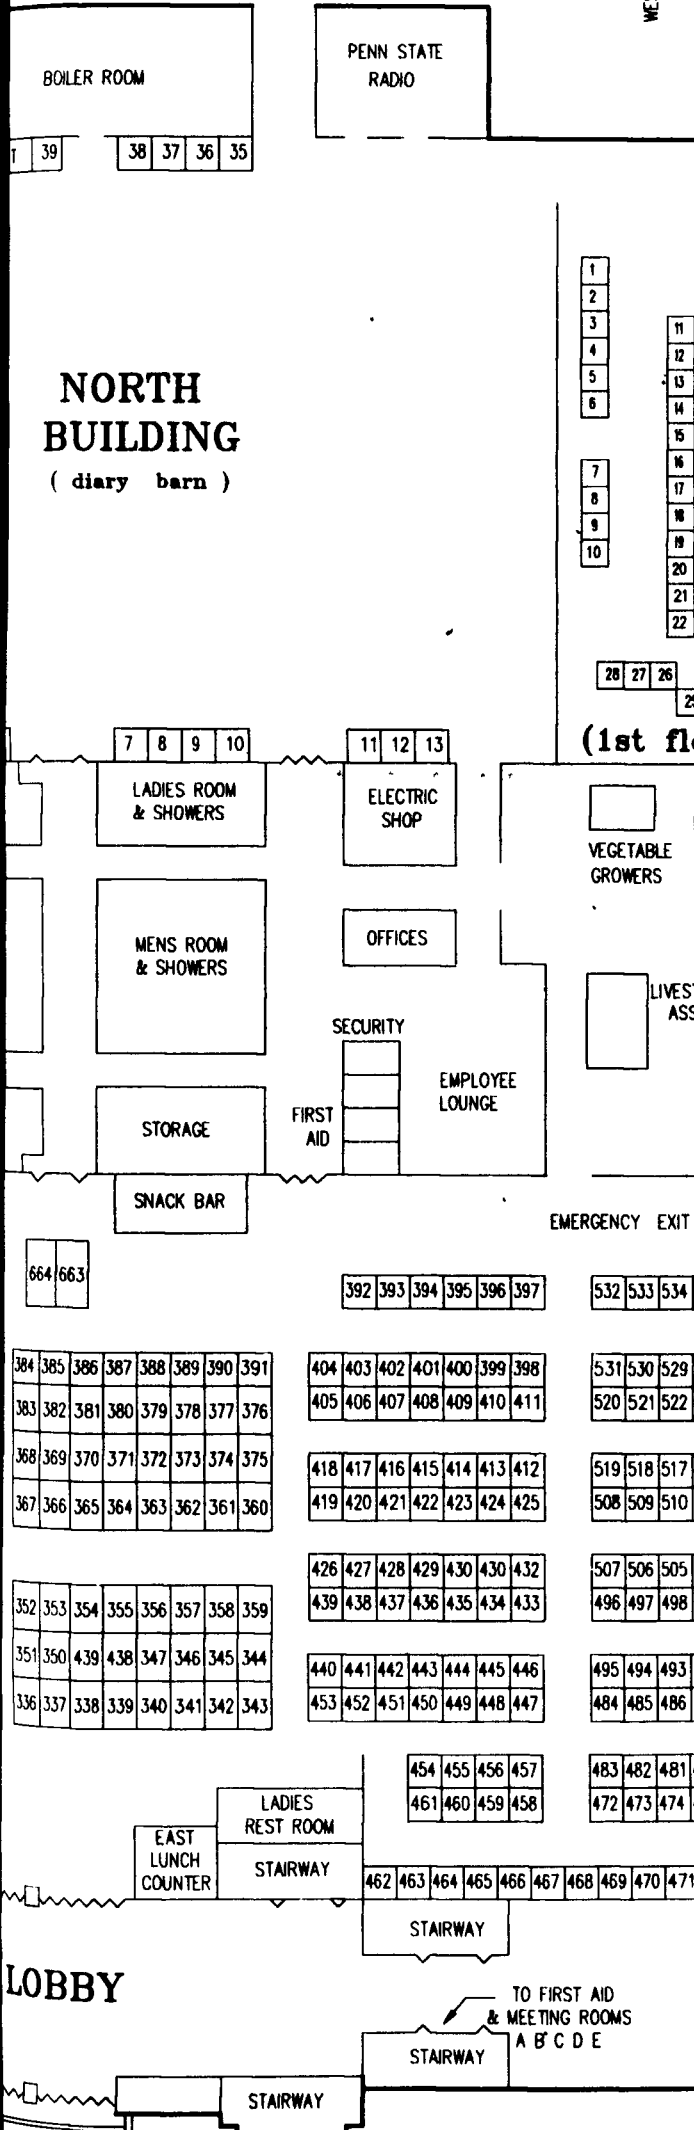 WES
PENN STATE
RADIO
BOILER ROOM
T 39 38 37 36 35
1
2
3
4
5
6
7
8
9
10
11
12
13
14
15
16
17
18
19
20
21
22
NORTH
BUILDING
( diary barn )
28 27 26
25
(1st flo
7 8 9 10 11 12 13
LADIES ROOM
& SHOWERS
ELECTRIC
SHOP
VEGETABLE
GROWERS
MENS ROOM
& SHOWERS
OFFICES
LIVEST
ASS
SECURITY
EMPLOYEE
LOUNGE
FIRST
AID
STORAGE
SNACK BAR
EMERGENCY EXIT
664 663
392 393 394 395 396 397 532 533 534
384 385 386 387 388 389 390 391 404 403 402 401 400 399 398 531 530 529
383 382 381 380 379 378 377 376 405 406 407 408 409 410 411 520 521 522
368 369 370 371 372 373 374 375 418 417 416 415 414 413 412 519 518 517
367 366 365 364 363 362 361 360 419 420 421 422 423 424 425 508 509 510
426 427 428 429 430 430 432 507 506 505
352 353 354 355 356 357 358 359 439 438 437 436 435 434 433 496 497 498
351 350 439 438 347 346 345 344 440 441 442 443 444 445 446 495 494 493
336 337 338 339 340 341 342 343 453 452 451 450 449 448 447 484 485 486
454 455 456 457 483 482 481
461 460 459 458 472 473 474
LADIES
REST ROOM
EAST
LUNCH
COUNTER
STAIRWAY
462 463 464 465 466 467 468 469 470 471
STAIRWAY
LOBBY
TO FIRST AID
& MEETING ROOMS
A B C D E
STAIRWAY
STAIRWAY